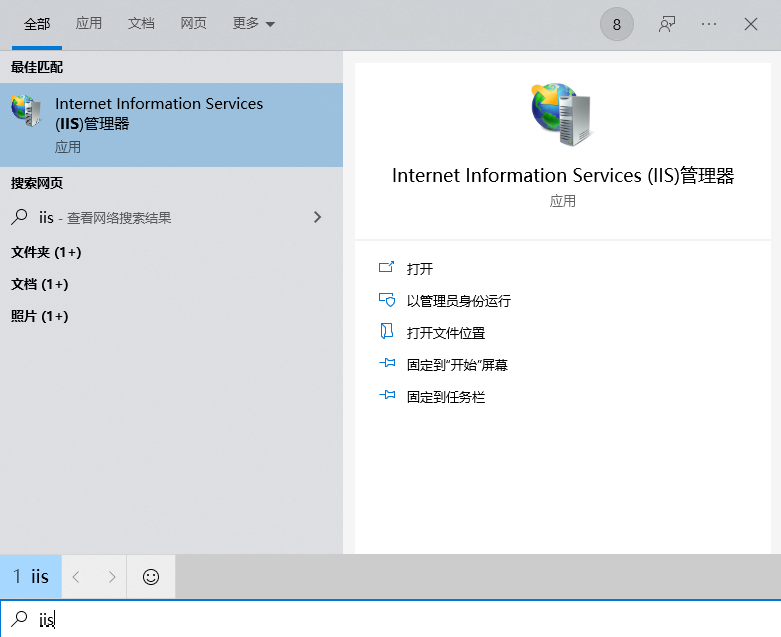 全部 应用 文档 网页 更多 8 ···
最佳匹配
Internet Information Services
(IIS)管理器
应用
搜索网页
iis - 查看网络搜索结果
文件夹 (1+)
文档 (1+)
照片 (1+)
Internet Information Services (IIS)管理器
应用
打开
以管理员身份运行
打开文件位置
固定到"开始"屏幕
固定到任务栏
1 iis
iis